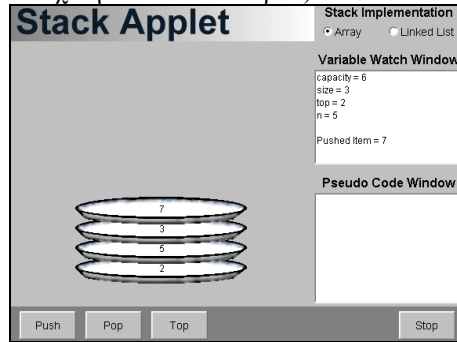 Stack Applet
Stack Implementation
Array Linked List
Variable Watch Window
capacity = 6
size = 3
top = 2
n = 5
Pushed Item = 7
7
3
5
2
Pseudo Code Window
Push Pop Top Stop